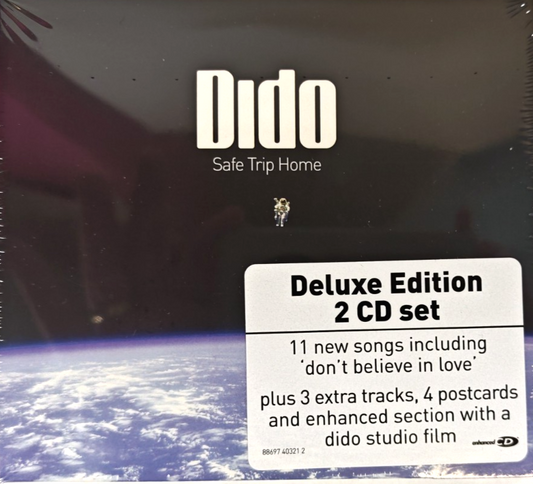 Dido
Safe Trip Home
Deluxe Edition
2 CD set
11 new songs including
‘don’t believe in love’
plus 3 extra tracks, 4 postcards
and enhanced section with a
dido studio film
enhanced CD
88697 40321 2